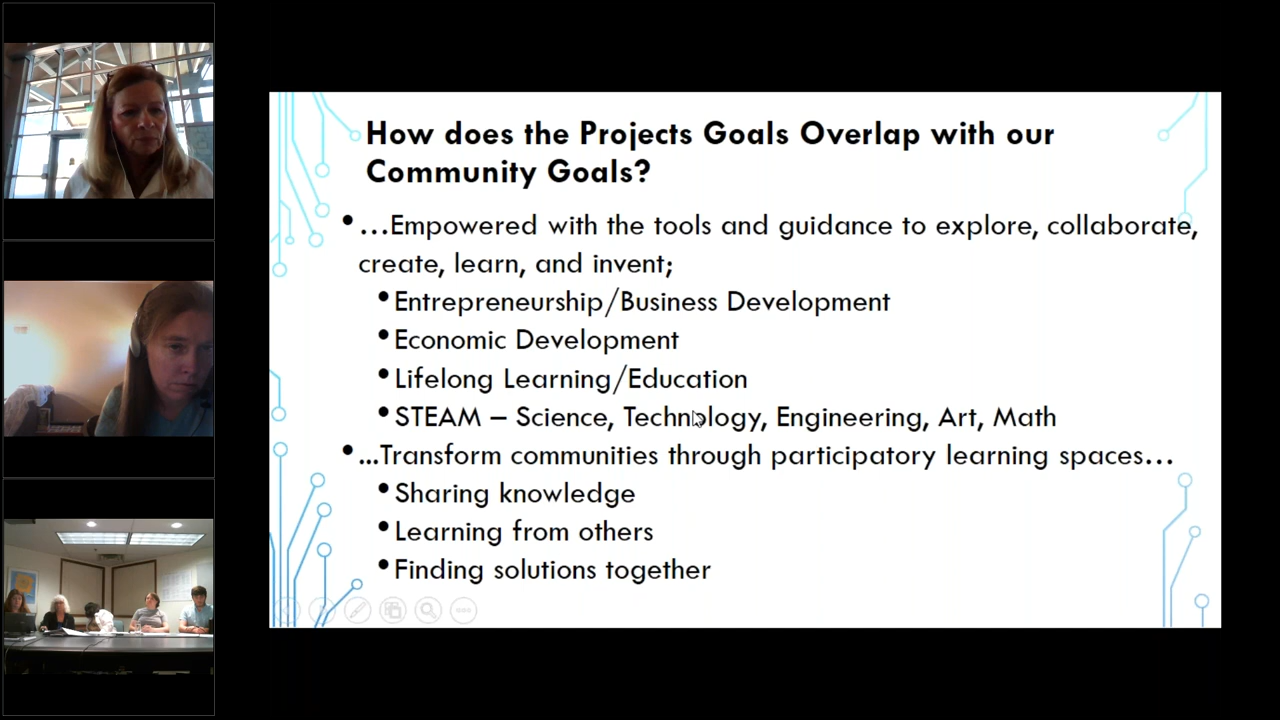 How does the Projects Goals Overlap with our
Community Goals?
•…Empowered with the tools and guidance to explore, collaborate,
create, learn, and invent;
•Entrepreneurship/Business Development
•Economic Development
•Lifelong Learning/Education
•STEAM – Science, Technology, Engineering, Art, Math
•...Transform communities through participatory learning spaces…
•Sharing knowledge
•Learning from others
•Finding solutions together